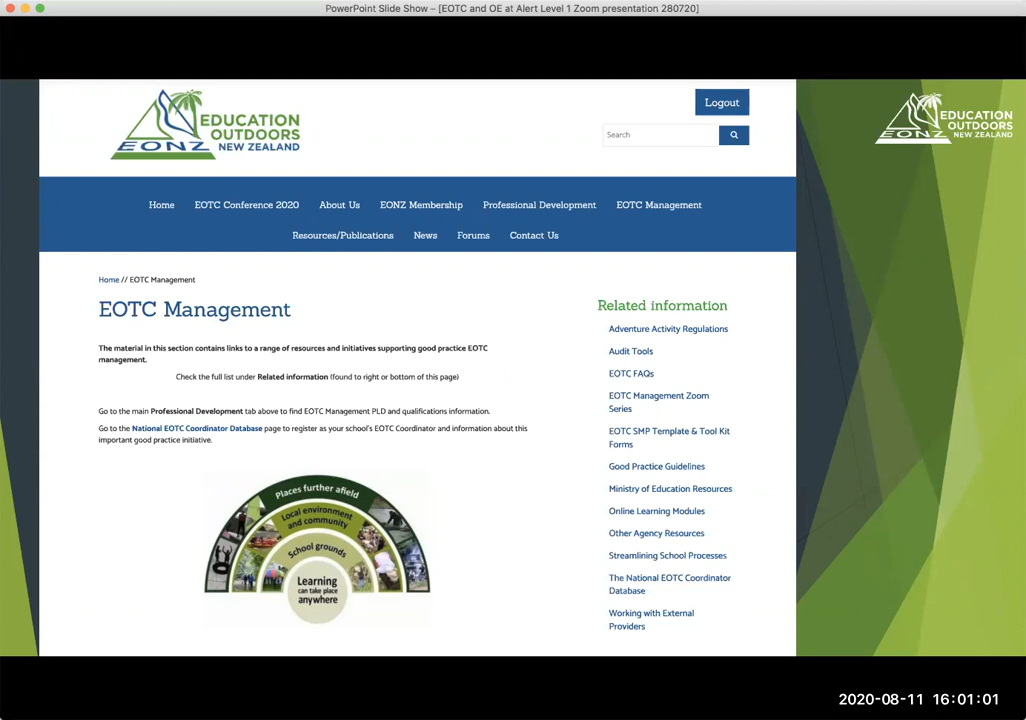 PowerPoint Slide Show – [EOTC and OE at Alert Level 1 Zoom presentation 280720]
EONZ
EDUCATION
OUTDOORS
NEW ZEALAND
Logout
Search
EONZ
EDUCATION
OUTDOORS
NEW ZEALAND
Home EOTC Conference 2020 About Us EONZ Membership Professional Development EOTC Management
Resources/Publications News Forums Contact Us
Home // EOTC Management
EOTC Management
The material in this section contains links to a range of resources and initiatives supporting good practice EOTC
management.
Check the full list under Related information (found to right or bottom of this page)
Go to the main Professional Development tab above to find EOTC Management PLD and qualifications information.
Go to the National EOTC Coordinator Database page to register as your school's EOTC Coordinator and information about this
important good practice initiative.
Places further afield
Local environment
and community
School grounds
Learning
can take place
anywhere
Related information
Adventure Activity Regulations
Audit Tools
EOTC FAQs
EOTC Management Zoom
Series
EOTC SMP Template & Tool Kit
Forms
Good Practice Guidelines
Ministry of Education Resources
Online Learning Modules
Other Agency Resources
Streamlining School Processes
The National EOTC Coordinator
Database
Working with External
Providers
2020-08-11 16:01:01